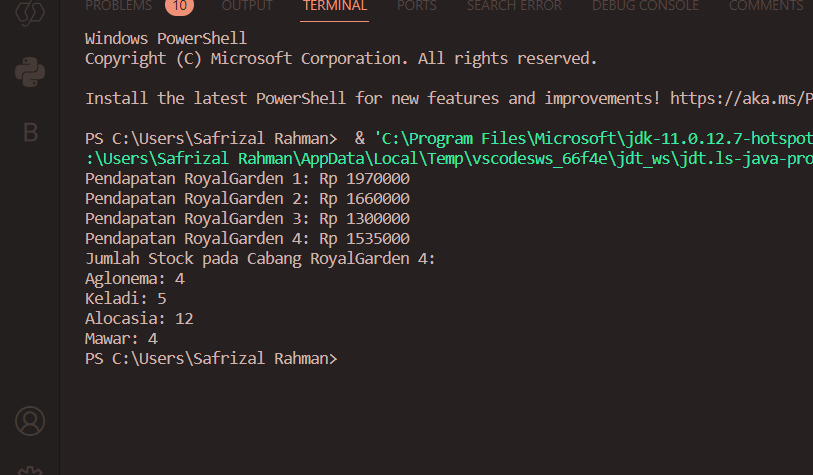 PROBLEMS 10 OUTPUT TERMINAL PORTS SEARCH ERROR DEBUG CONSOLE COMMENTS
Windows PowerShell
Copyright (C) Microsoft Corporation. All rights reserved.
Install the latest PowerShell for new features and improvements! https://aka.ms/P
PS C:\Users\Safrizal Rahman>  & 'C:\Program Files\Microsoft\jdk-11.0.12.7-hotspot
:\Users\Safrizal Rahman\AppData\Local\Temp\vscodesws_66f4e\jdt_ws\jdt.ls-java-pro
Pendapatan RoyalGarden 1: Rp 1970000
Pendapatan RoyalGarden 2: Rp 1660000
Pendapatan RoyalGarden 3: Rp 1300000
Pendapatan RoyalGarden 4: Rp 1535000
Jumlah Stock pada Cabang RoyalGarden 4:
Aglonema: 4
Keladi: 5
Alocasia: 12
Mawar: 4
PS C:\Users\Safrizal Rahman>
B